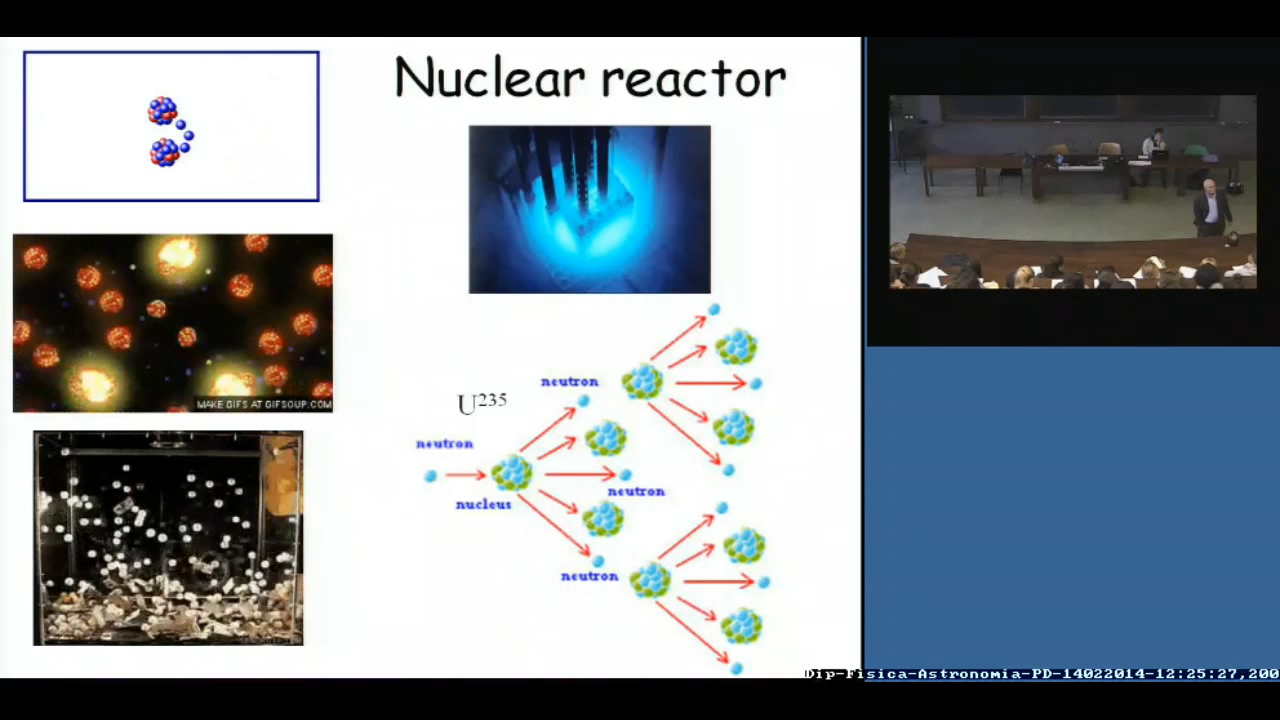 Nuclear reactor
MAKE GIFS AT GIFSOUP.COM
U235
neutron
neutron
nucleus
neutron
neutron
Dip-Fisica-Astronomia-PD-14022014-12:25:27,200